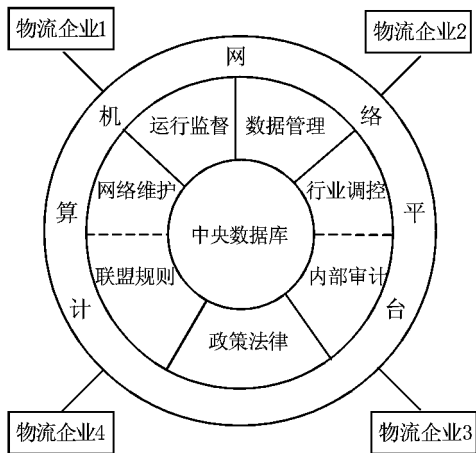 物流企业1
物流企业2
网
机
络
运行监督
数据管理
网络维护
行业调控
算
平
中央数据库
联盟规则
内部审计
计
台
政策法律
物流企业4
物流企业3